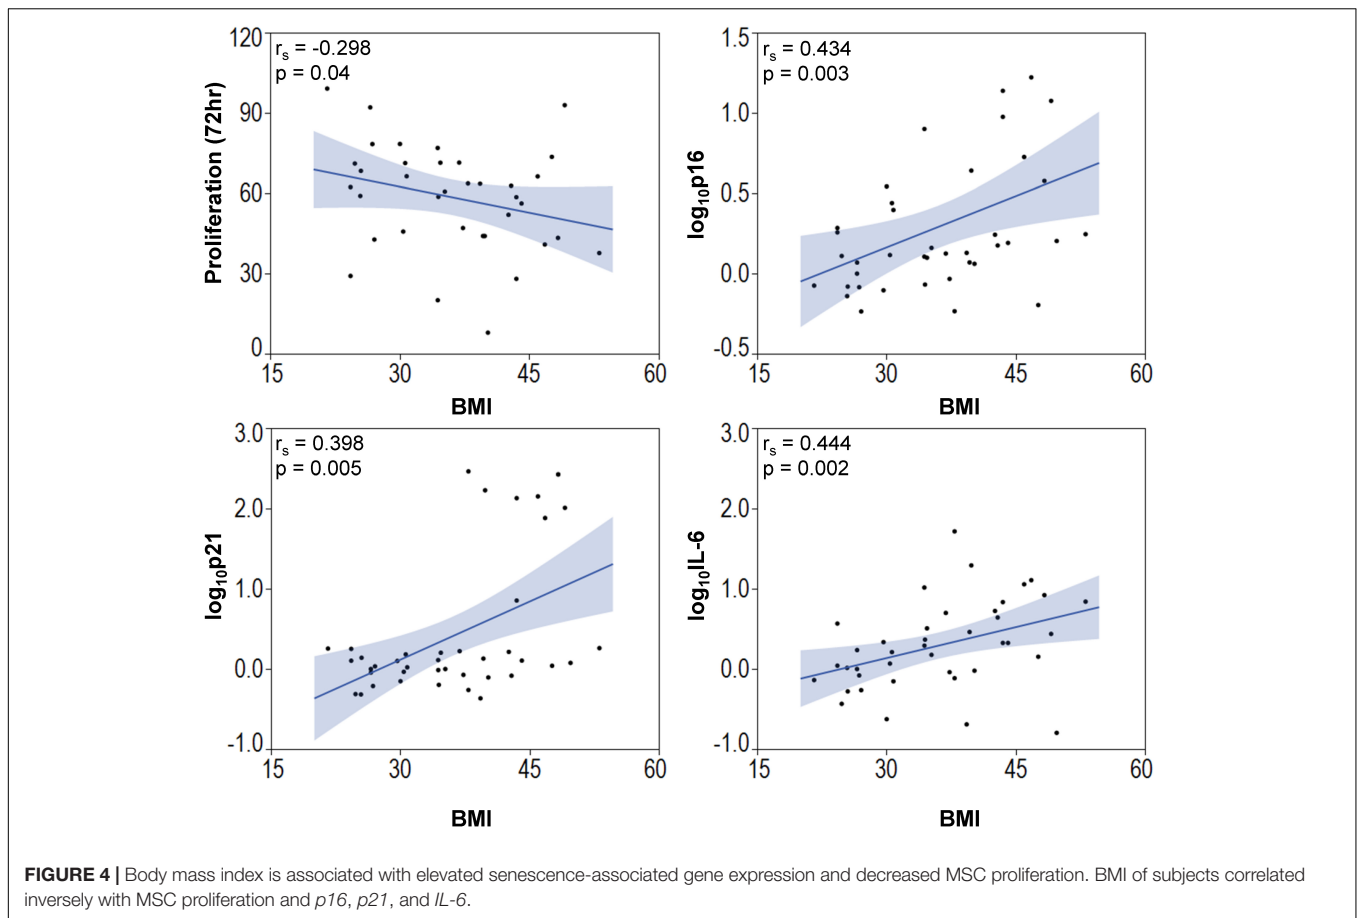 120
90
60
30
0
15 30 45 60
Proliferation (72hr)
BMI
rs = -0.298
p = 0.04
1.5
1.0
0.5
0.0
-0.5
15 30 45 60
log10p16
BMI
rs = 0.434
p = 0.003
3.0
2.0
1.0
0.0
-1.0
15 30 45 60
log10p21
BMI
rs = 0.398
p = 0.005
3.0
2.0
1.0
0.0
-1.0
15 30 45 60
log10IL-6
BMI
rs = 0.444
p = 0.002
FIGURE 4 | Body mass index is associated with elevated senescence-associated gene expression and decreased MSC proliferation. BMI of subjects correlated
inversely with MSC proliferation and p16, p21, and IL-6.